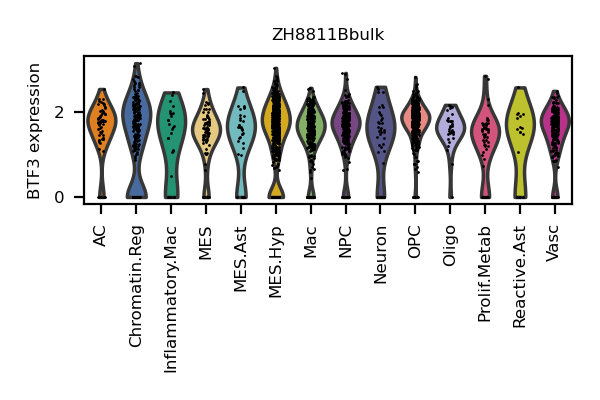 ZH8811Bbulk
BTF3 expression
2
0
AC
Chromatin.Reg
Inflammatory.Mac
MES
MES.Ast
MES.Hyp
Mac
NPC
Neuron
OPC
Oligo
Prolif.Metab
Reactive.Ast
Vasc